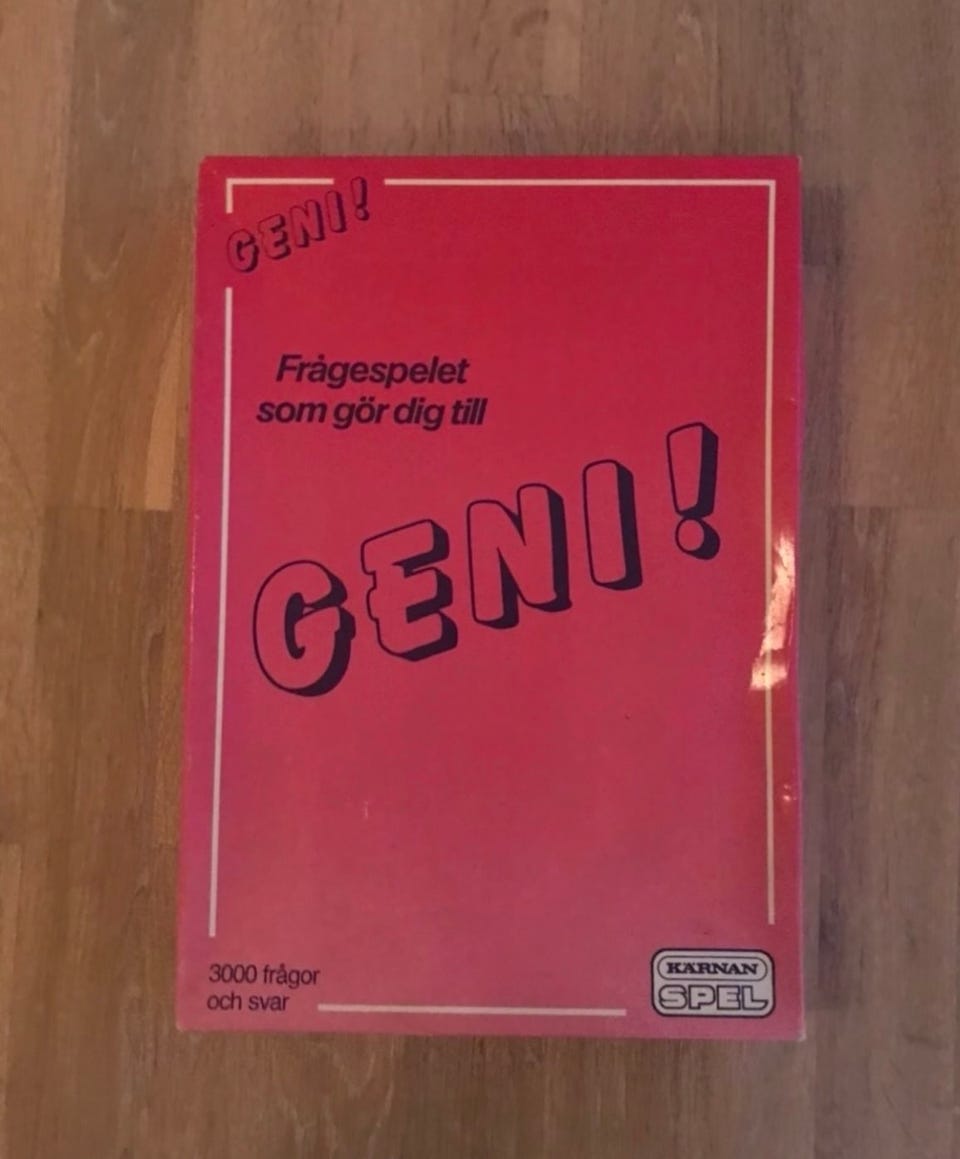 GENI!
Frågespelet
som gör dig till
GENI!
3000 frågor
och svar
KÄRNAN
SPEL